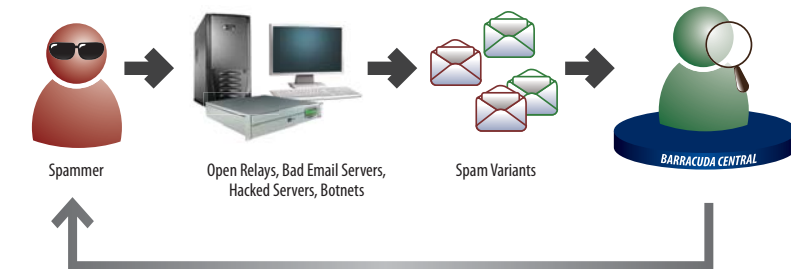 Spammer
Open Relays, Bad Email Servers,
Hacked Servers, Botnets
Spam Variants
BARRACUDA CENTRAL